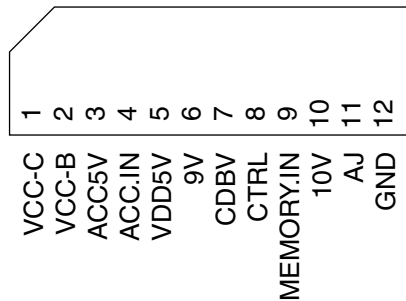 1 2 3 4 5 6 7 8 9 10 11 12
VCC-C
VCC-B
ACC5V
ACC.IN
VDD5V
9V
CDBV
CTRL
MEMORY.IN
10V
AJ
GND